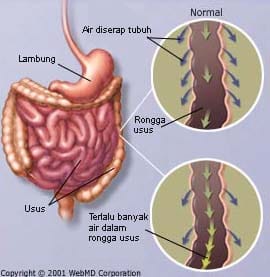 Normal
Air diserap tubuh
Lambung
Rongga
usus
Usus
Terlalu banyak
air dalam
rongga usus
Copyright © 2001 WebMD Corporation